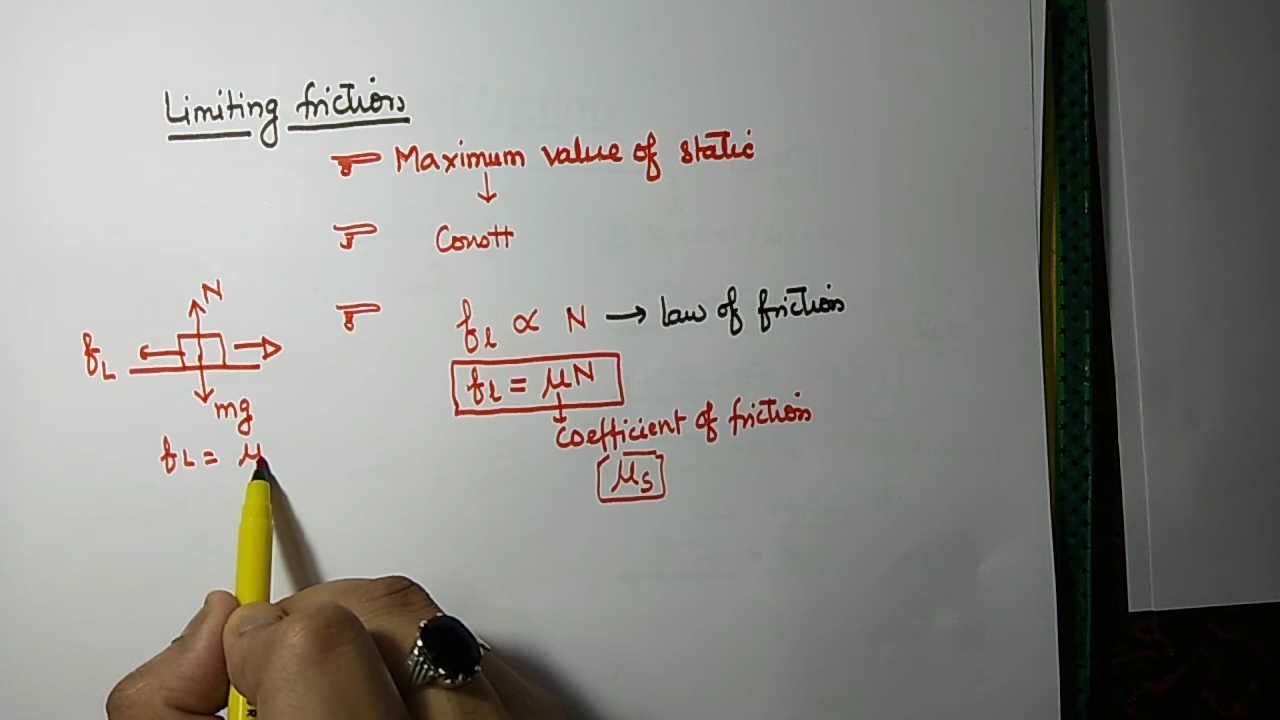 Limiting friction
Maximum value of static
Constt
N
fl ∝ N → law of friction
fL
fl = μN
mg
coefficient of friction
fL = μ
μs